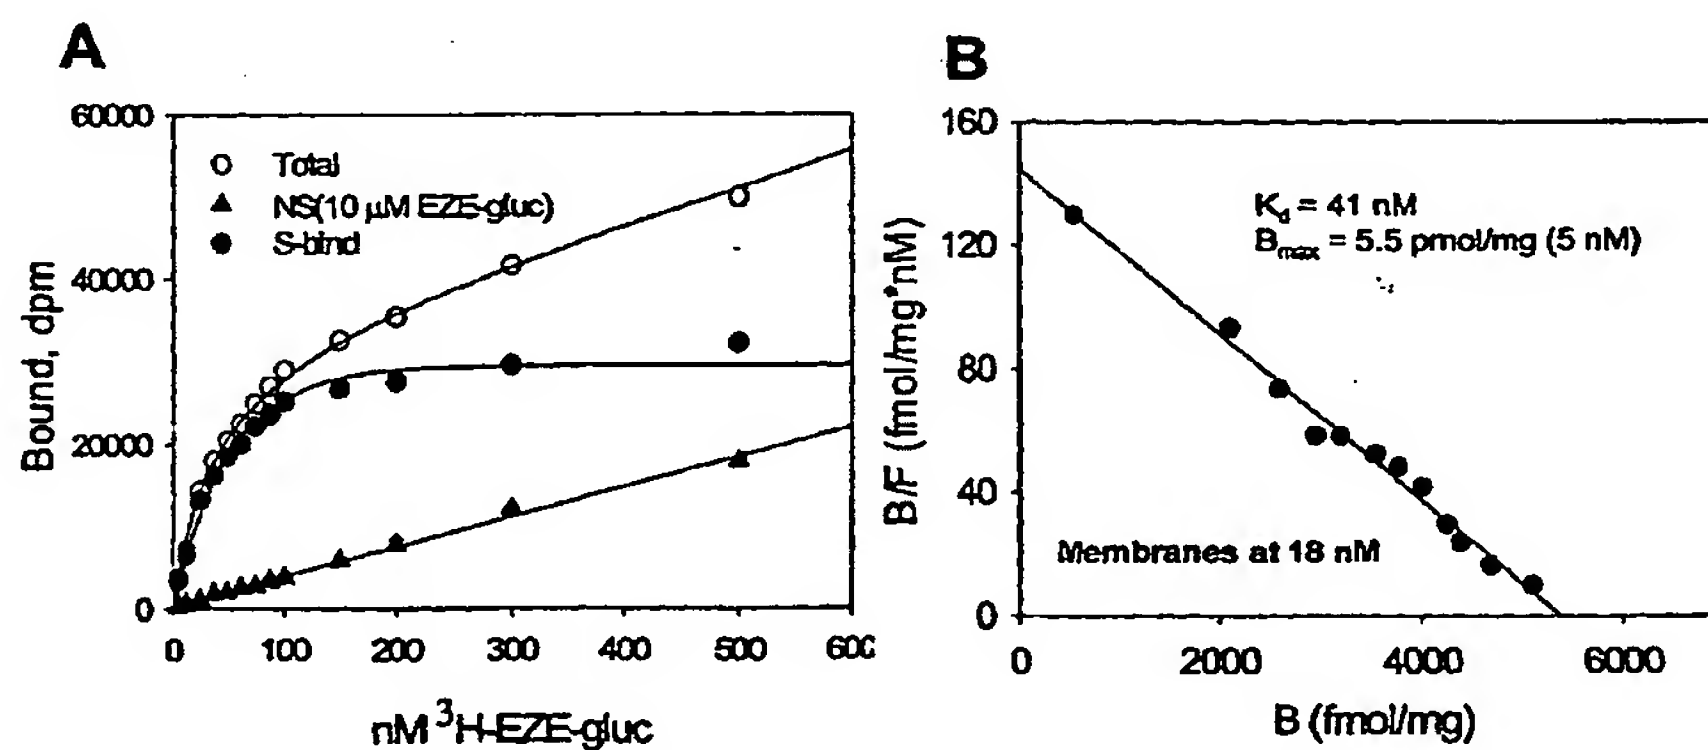 A
60000
40000
20000
0
Bound, dpm
Total
NS(10 μM EZE-gluc)
S-bind
0 100 200 300 400 500 600
nM ³H-EZE-gluc
B
160
120
80
40
0
B/F (fmol/mg*nM)
Kd = 41 nM
Bmax = 5.5 pmol/mg (5 nM)
Membranes at 18 nM
0 2000 4000 6000
B (fmol/mg)